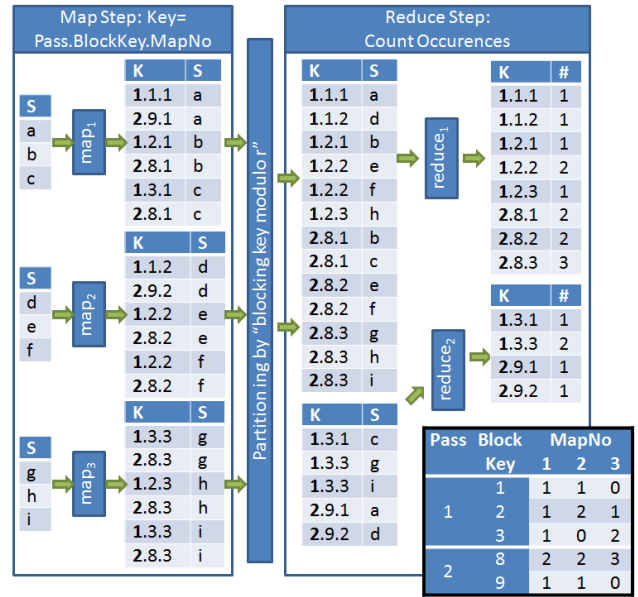 Map Step: Key=
Pass.BlockKey.MapNo
S
a
b
c
map1
K S
1.1.1 a
2.9.1 a
1.2.1 b
2.8.1 b
1.3.1 c
2.8.1 c
S
d
e
f
map2
K S
1.1.2 d
2.9.2 d
1.2.2 e
2.8.2 e
1.2.2 f
2.8.2 f
S
g
h
i
map3
K S
1.3.3 g
2.8.3 g
1.2.3 h
2.8.3 h
1.3.3 i
2.8.3 i
Partitioning by “blocking key modulo r”
Reduce Step:
Count Occurences
K S
1.1.1 a
1.1.2 d
1.2.1 b
1.2.2 e
1.2.2 f
1.2.3 h
2.8.1 b
2.8.1 c
2.8.2 e
2.8.2 f
2.8.3 g
2.8.3 h
2.8.3 i
K S
1.3.1 c
1.3.3 g
1.3.3 i
2.9.1 a
2.9.2 d
reduce1
K #
1.1.1 1
1.1.2 1
1.2.1 1
1.2.2 2
1.2.3 1
2.8.1 2
2.8.2 2
2.8.3 3
reduce2
K #
1.3.1 1
1.3.3 2
2.9.1 1
2.9.2 1
Pass Block MapNo
Key 1 2 3
1 1 1 0
1 2 1 2 1
3 1 0 2
2 8 2 2 3
9 1 1 0